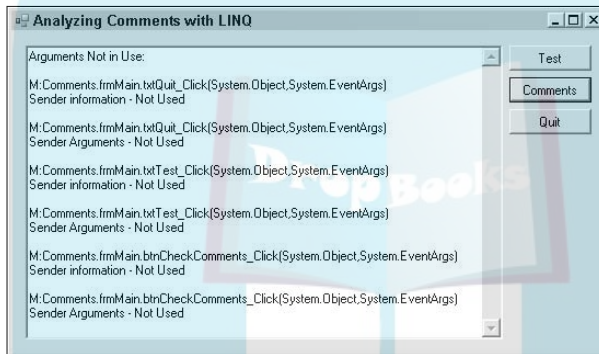 Analyzing Comments with LINQ
Arguments Not in Use:
M:Comments.frmMain.txtQuit_Click(System.Object,System.EventArgs)
Sender information - Not Used
M:Comments.frmMain.txtQuit_Click(System.Object,System.EventArgs)
Sender Arguments - Not Used
M:Comments.frmMain.txtTest_Click(System.Object,System.EventArgs)
Sender information - Not Used
M:Comments.frmMain.txtTest_Click(System.Object,System.EventArgs)
Sender Arguments - Not Used
M:Comments.frmMain.btnCheckComments_Click(System.Object,System.EventArgs)
Sender information - Not Used
M:Comments.frmMain.btnCheckComments_Click(System.Object,System.EventArgs)
Sender Arguments - Not Used
Test
Comments
Quit
DropBooks